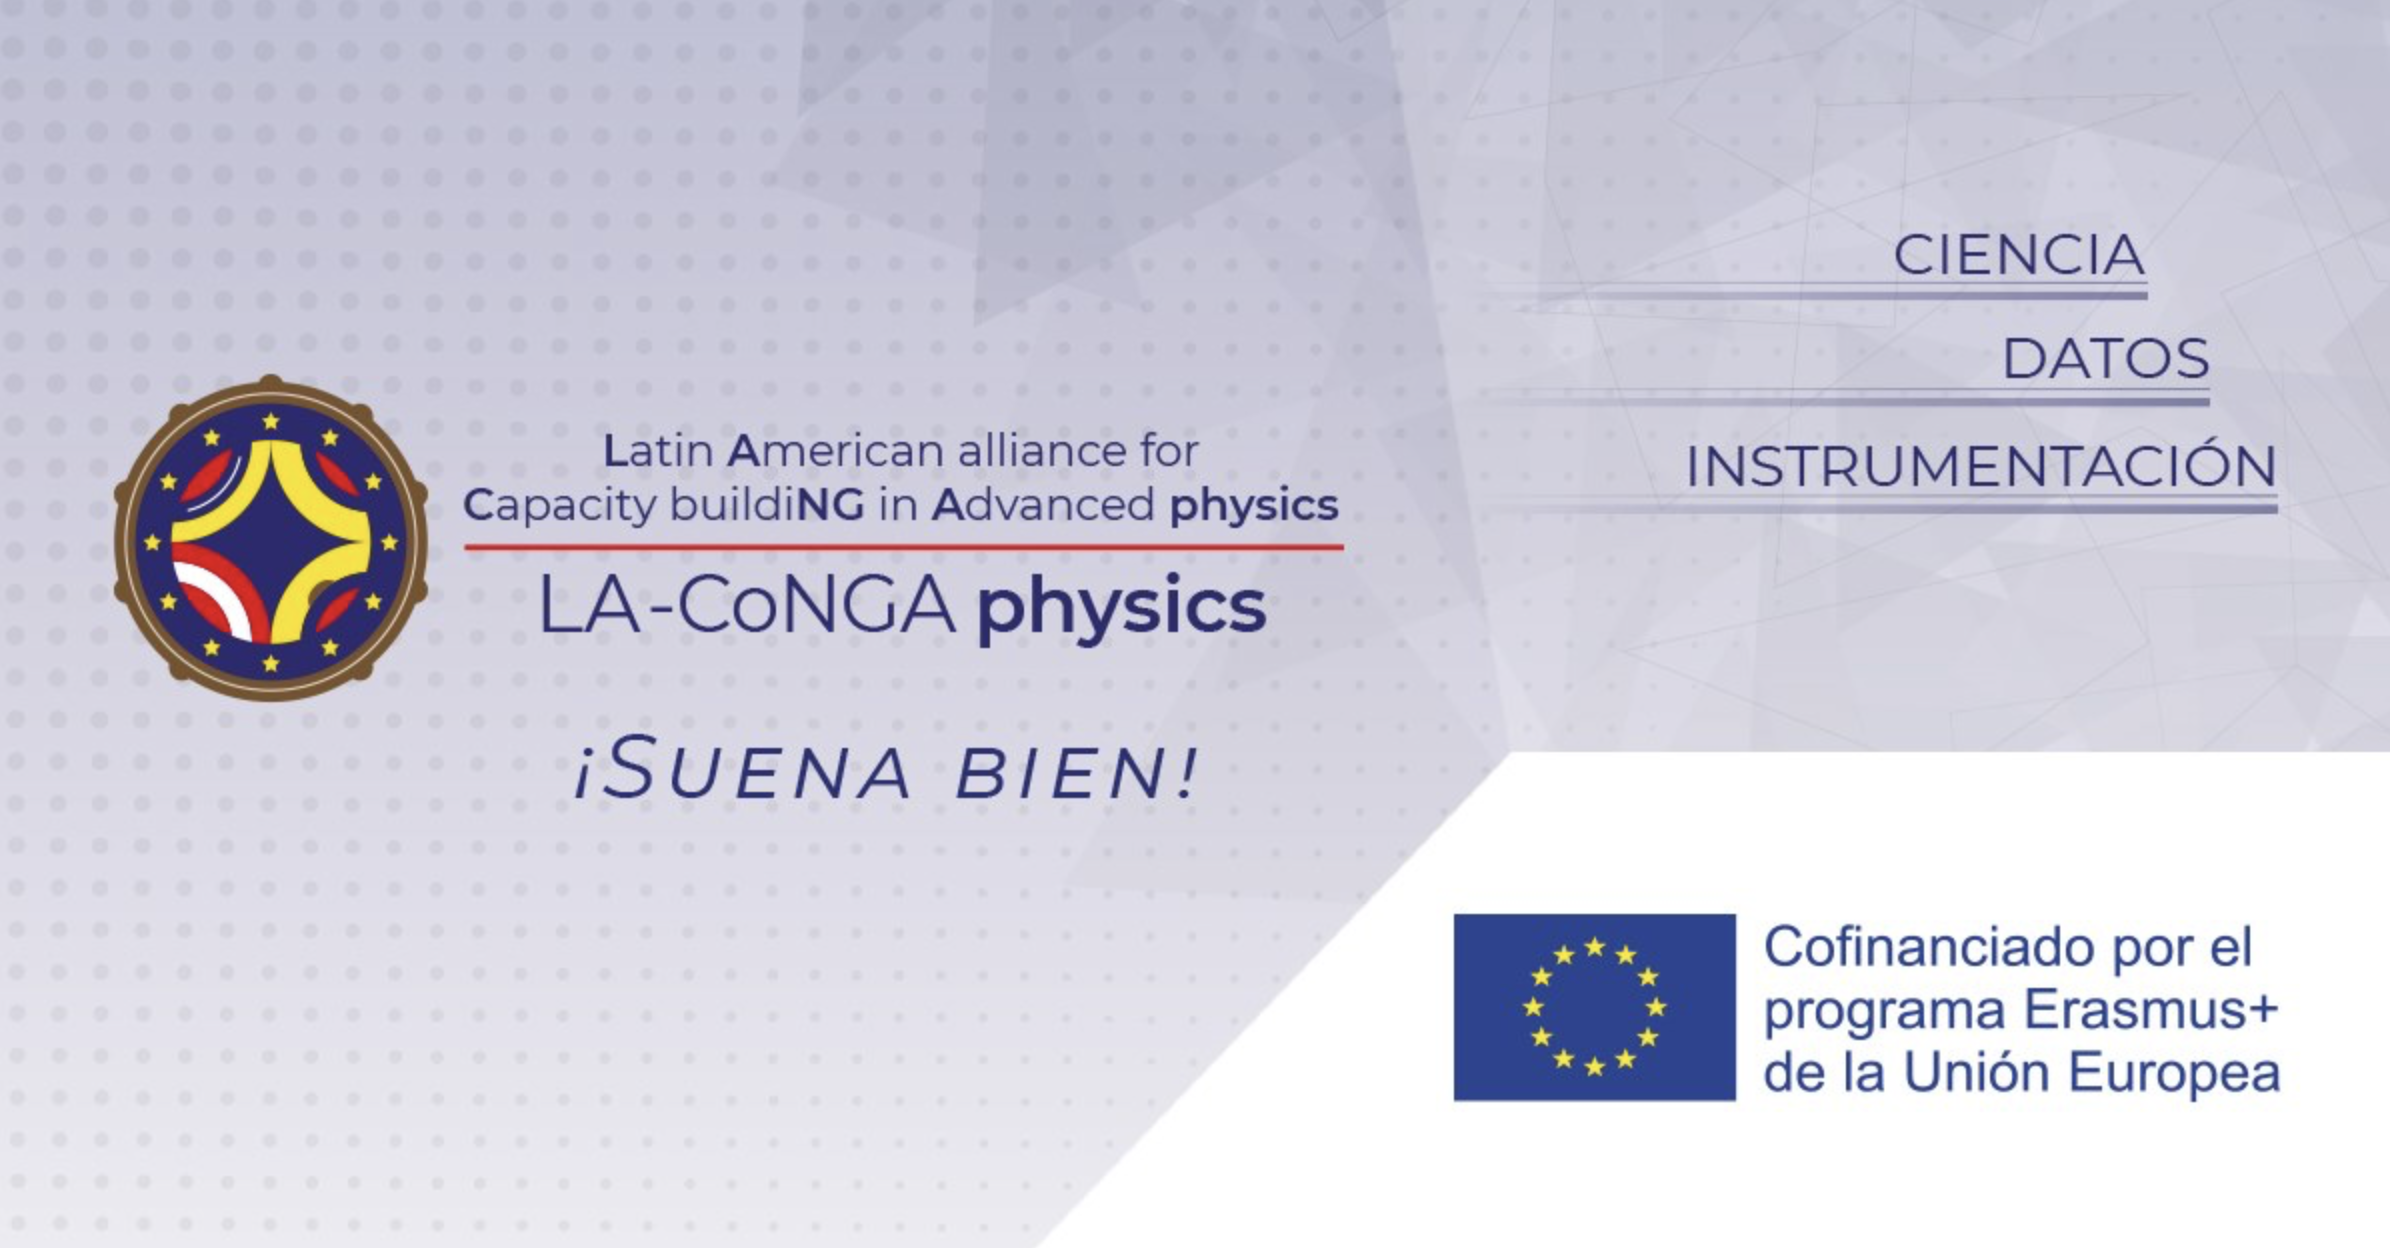 Latin American alliance for
Capacity buildiNG in Advanced physics
LA-CoNGA physics
¡SUENA BIEN!
CIENCIA
DATOS
INSTRUMENTACIÓN
Cofinanciado por el
programa Erasmus+
de la Unión Europea